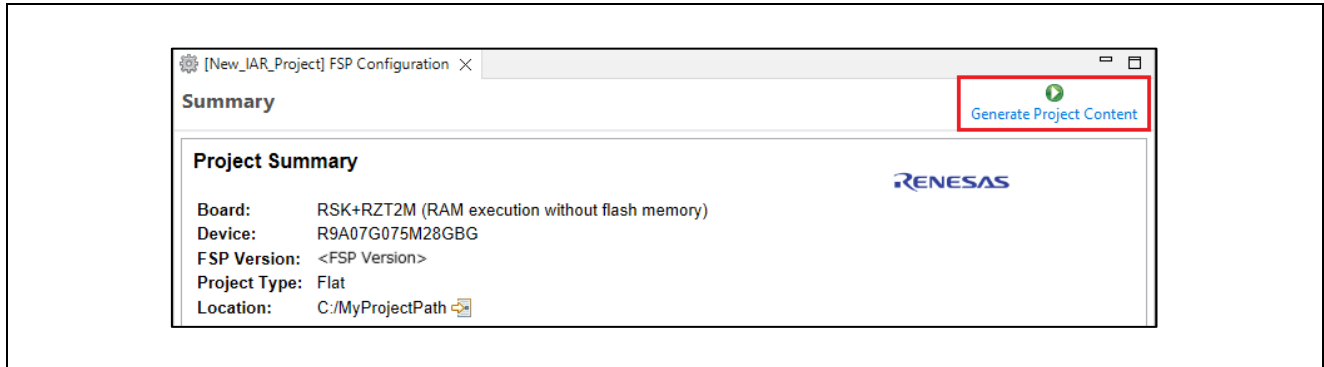 [New_IAR_Project] FSP Configuration
Summary
Generate Project Content
Project Summary
RENESAS
Board: RSK+RZT2M (RAM execution without flash memory)
Device: R9A07G075M28GBG
FSP Version: <FSP Version>
Project Type: Flat
Location: C:/MyProjectPath